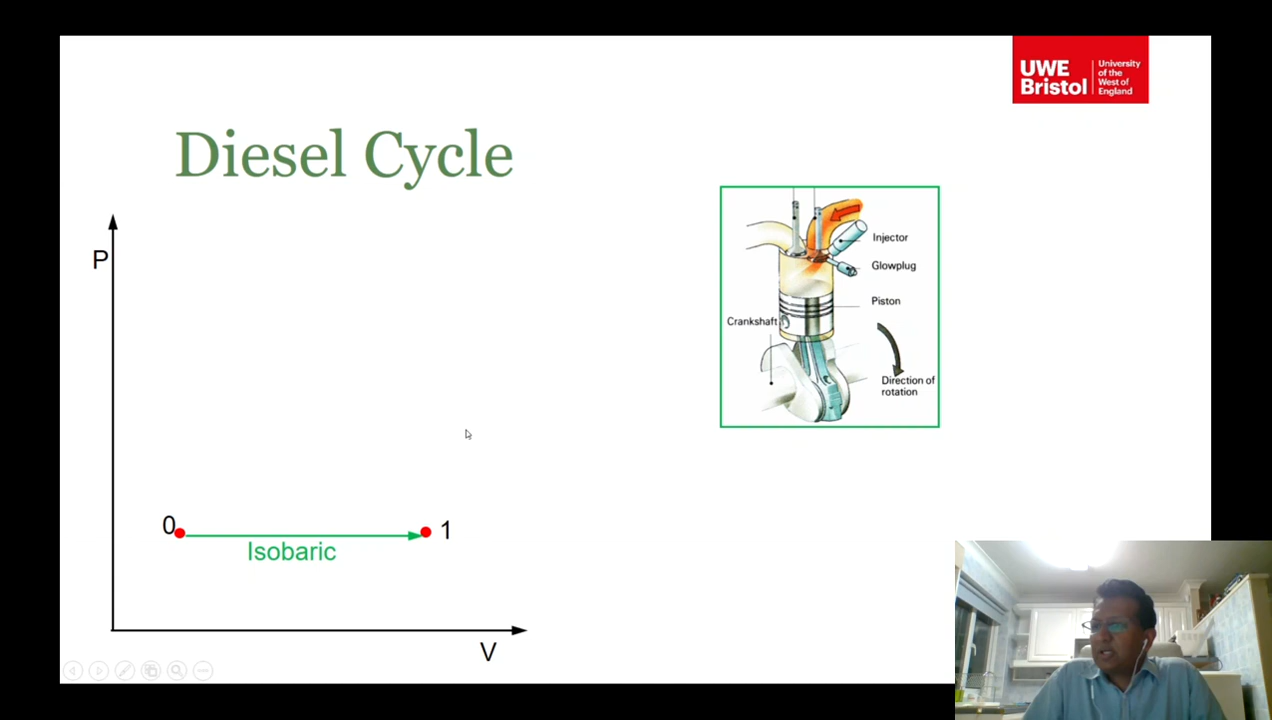 UWE
Bristol
University
of the
West of
England
Diesel Cycle
P
Injector
Glowplug
Piston
Crankshaft
Direction of
rotation
0
1
Isobaric
V